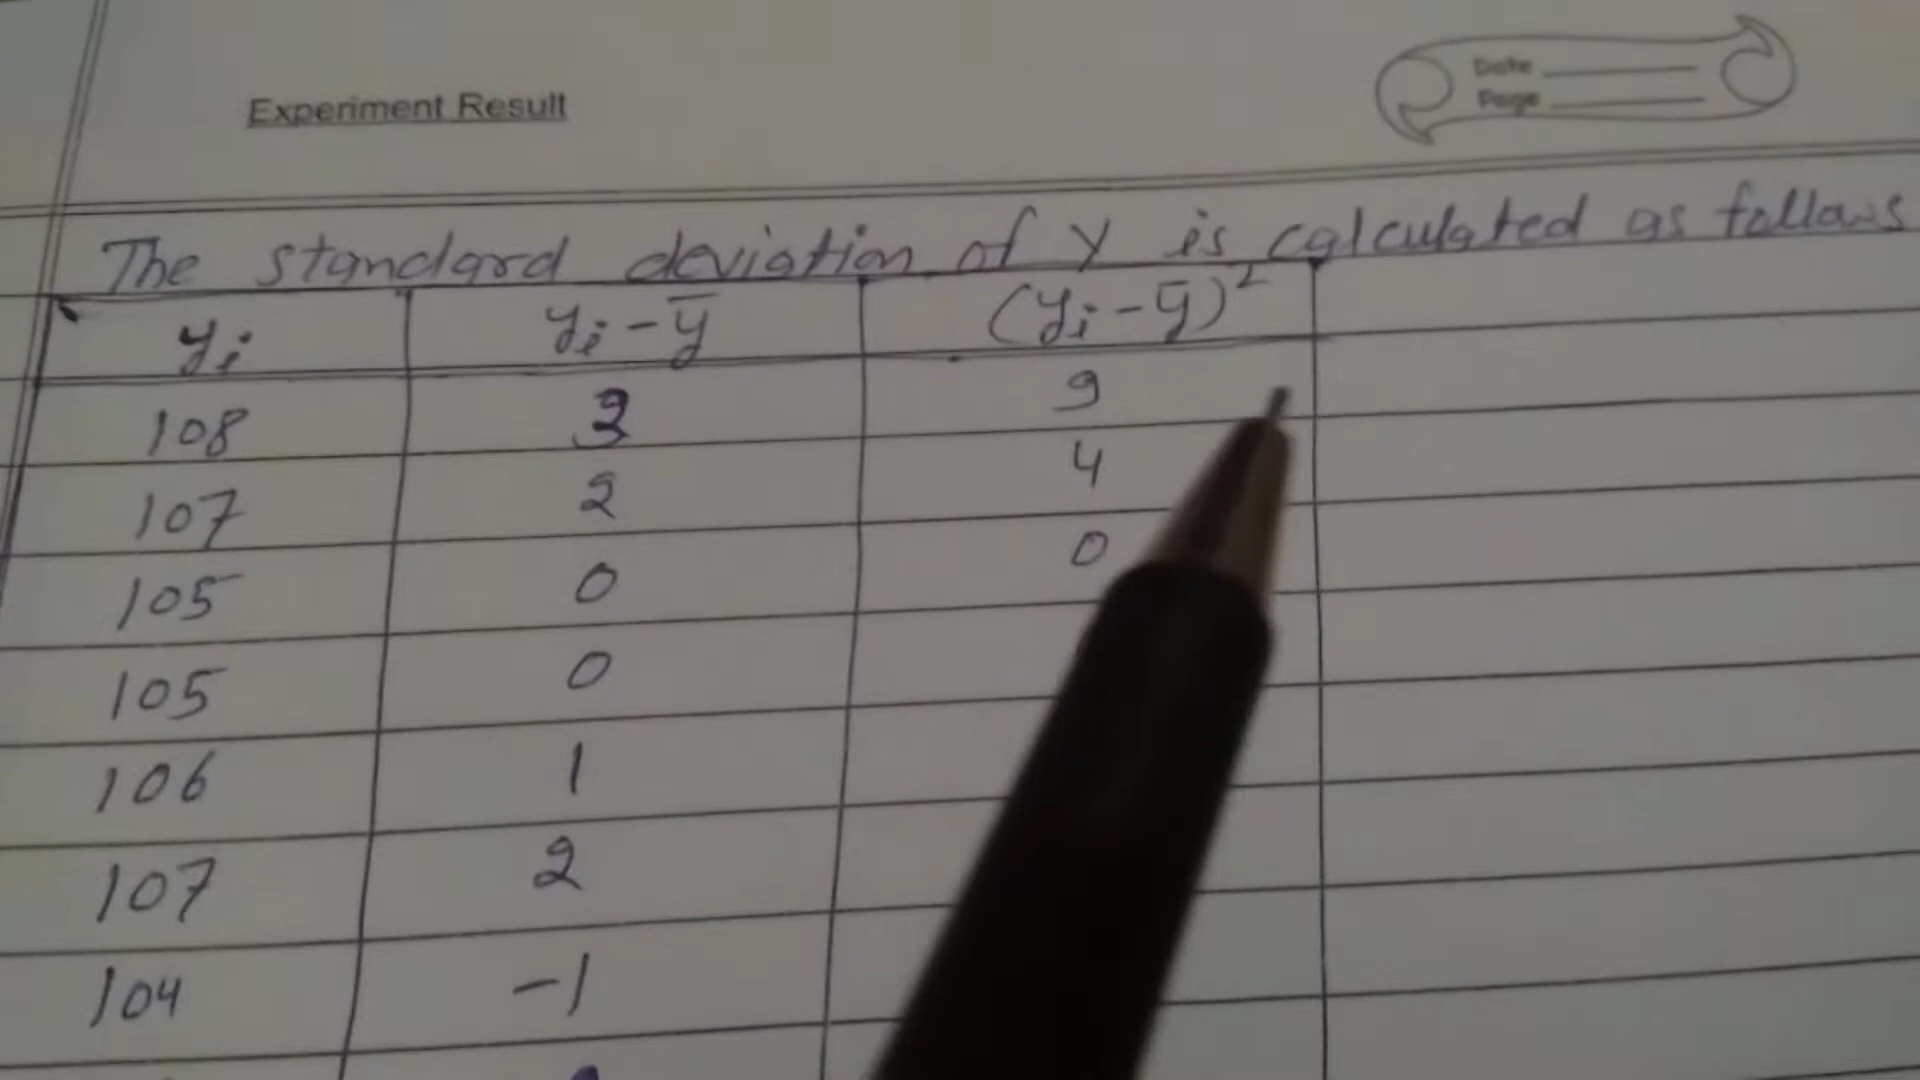 Date
Page
Experiment Result
The standard deviation of Y is calculated as follows
yi yi - ȳ (yi - ȳ)²
108 3 9
107 2 4
105 0 0
105 0
106 1
107 2
104 -1